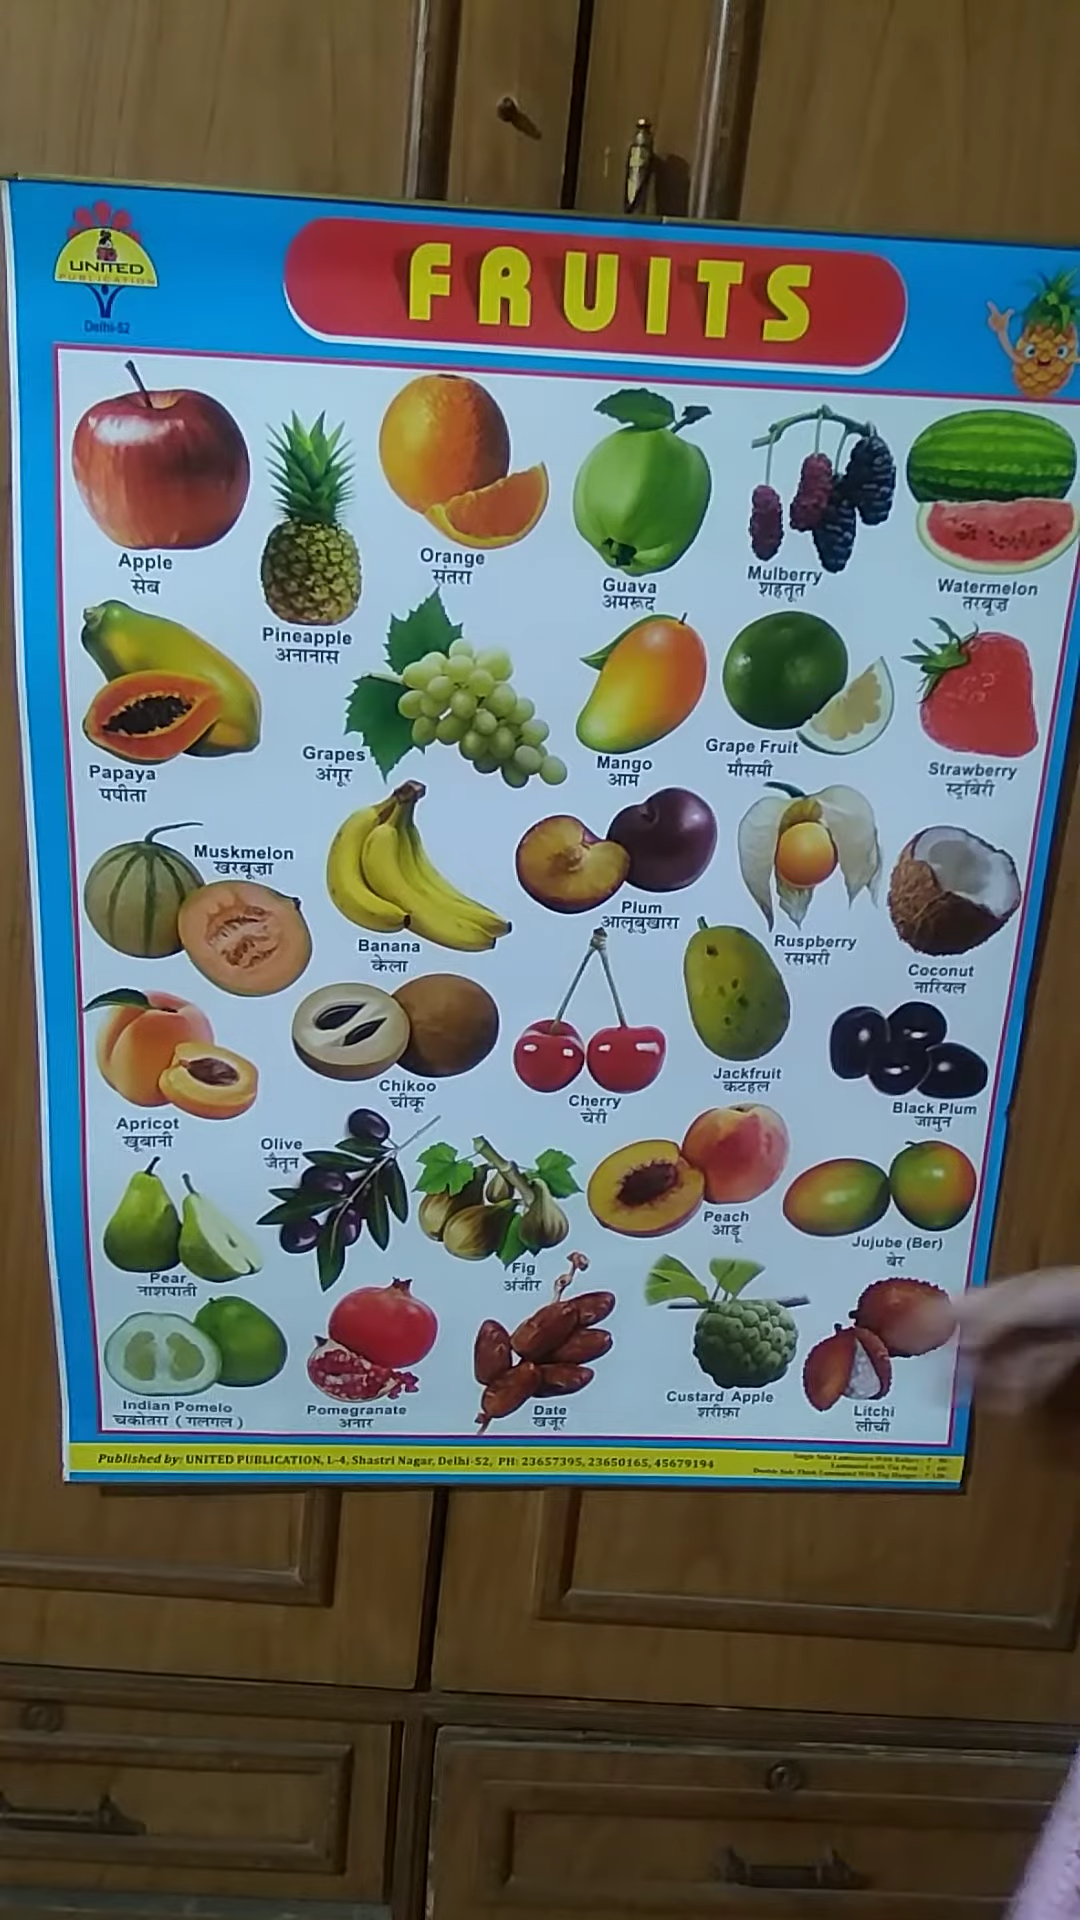 UNITED
PUBLICATION
Delhi-52
FRUITS
Apple
सेब
Pineapple
अनानास
Orange
संतरा
Guava
अमरूद
Mulberry
शहतूत
Watermelon
तरबूज़
Papaya
पपीता
Grapes
अंगूर
Mango
आम
Grape Fruit
मौसमी
Strawberry
स्ट्रॉबेरी
Muskmelon
खरबूज़ा
Banana
केला
Plum
आलूबुखारा
Ruspberry
रसभरी
Coconut
नारियल
Apricot
खूबानी
Chikoo
चीकू
Cherry
चेरी
Jackfruit
कटहल
Black Plum
जामुन
Pear
नाशपाती
Olive
जैतून
Fig
अंजीर
Peach
आड़ू
Jujube (Ber)
बेर
Indian Pomelo
चकोतरा ( गलगल )
Pomegranate
अनार
Date
खजूर
Custard Apple
शरीफ़ा
Litchi
लीची
Published by: UNITED PUBLICATION, L-4, Shastri Nagar, Delhi-52, PH: 23657395, 23650165, 45679194